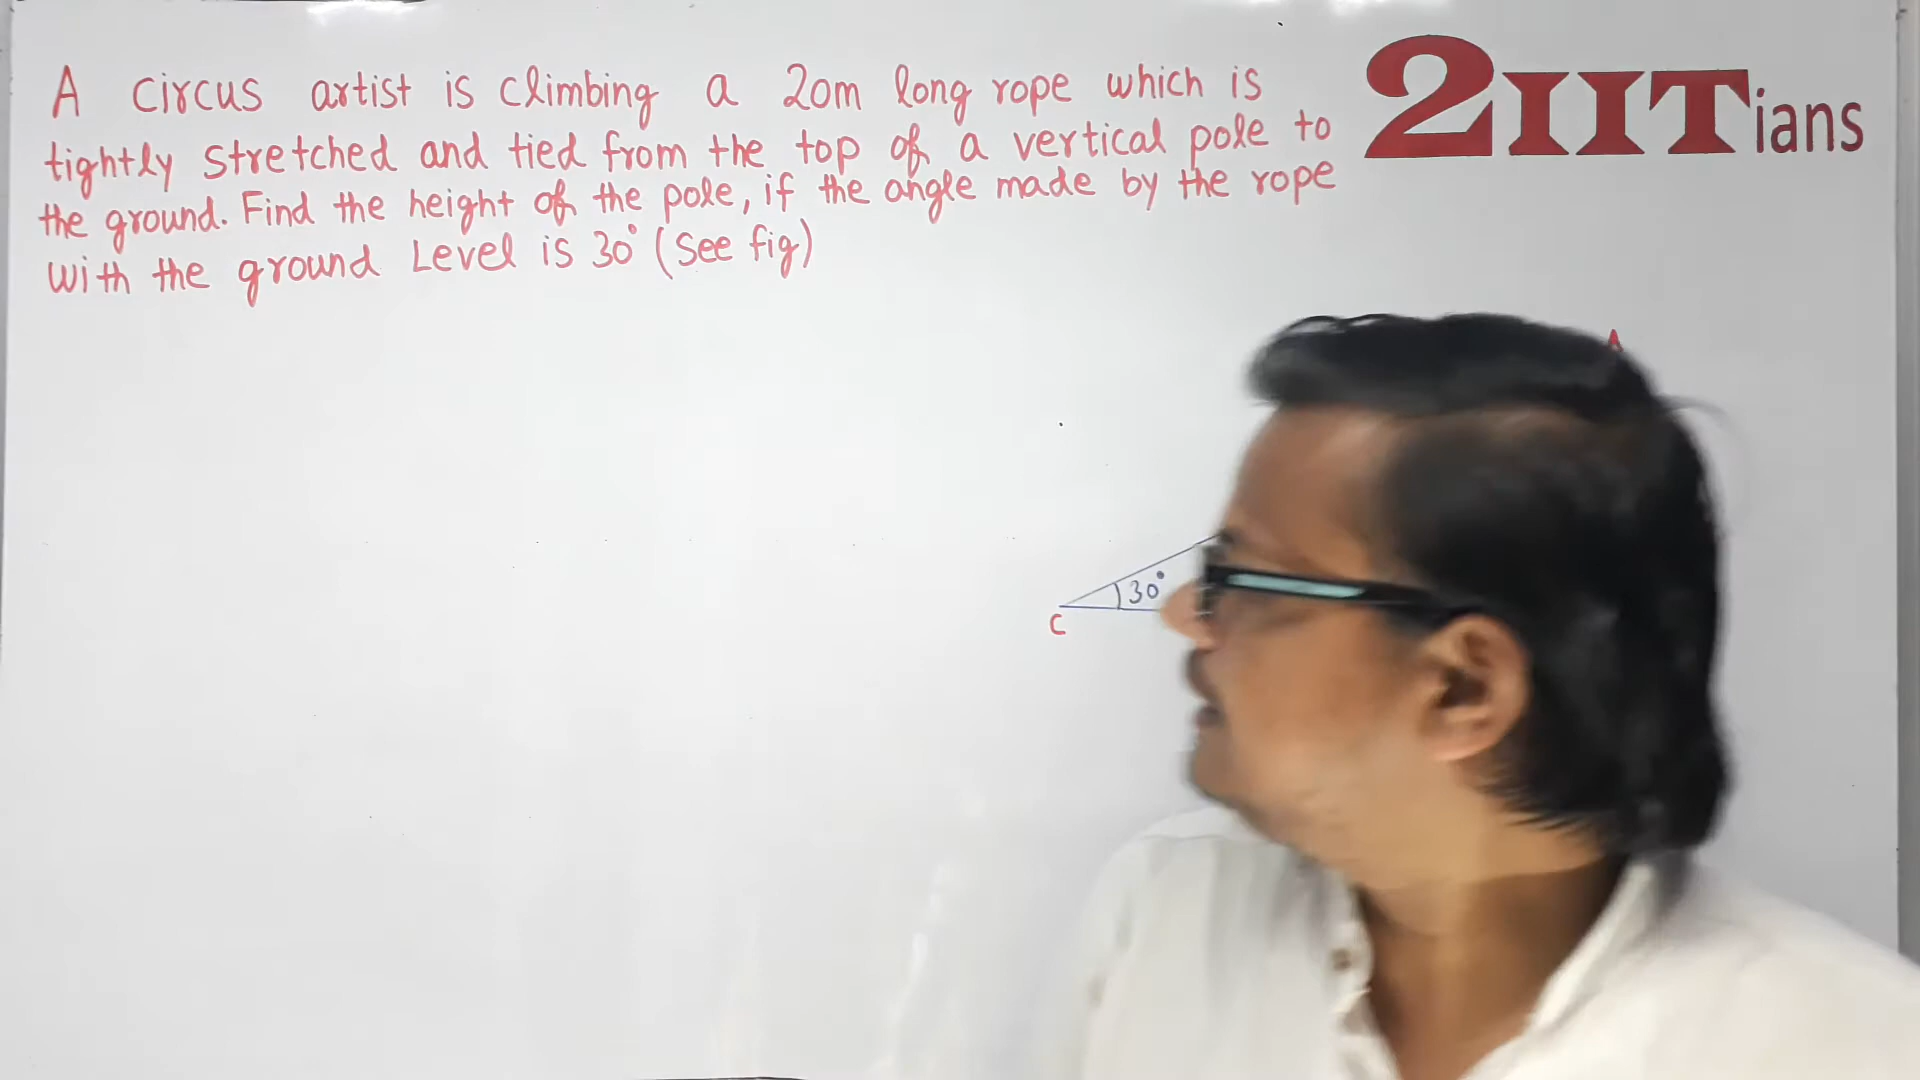 A circus artist is climbing a 20m long rope which is
tightly stretched and tied from the top of a vertical pole to
the ground. Find the height of the pole, if the angle made by the rope
with the ground Level is 30° (See fig)
2IITians
A
30°
C